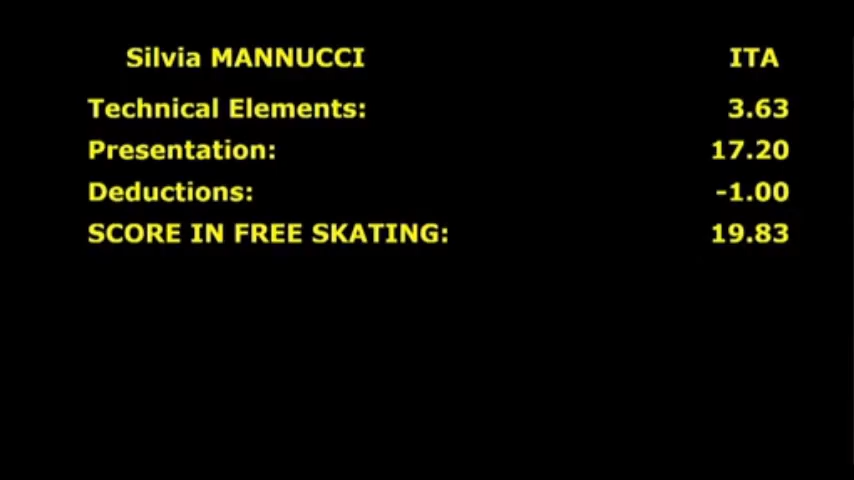 Silvia MANNUCCI ITA
Technical Elements: 3.63
Presentation: 17.20
Deductions: -1.00
SCORE IN FREE SKATING: 19.83